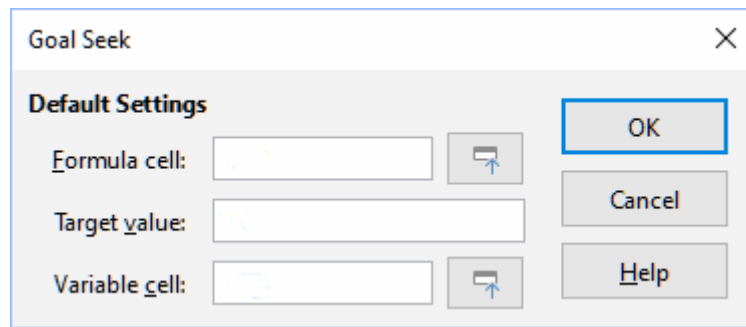 Goal Seek
Default Settings
Formula cell:
Target value:
Variable cell:
OK
Cancel
Help